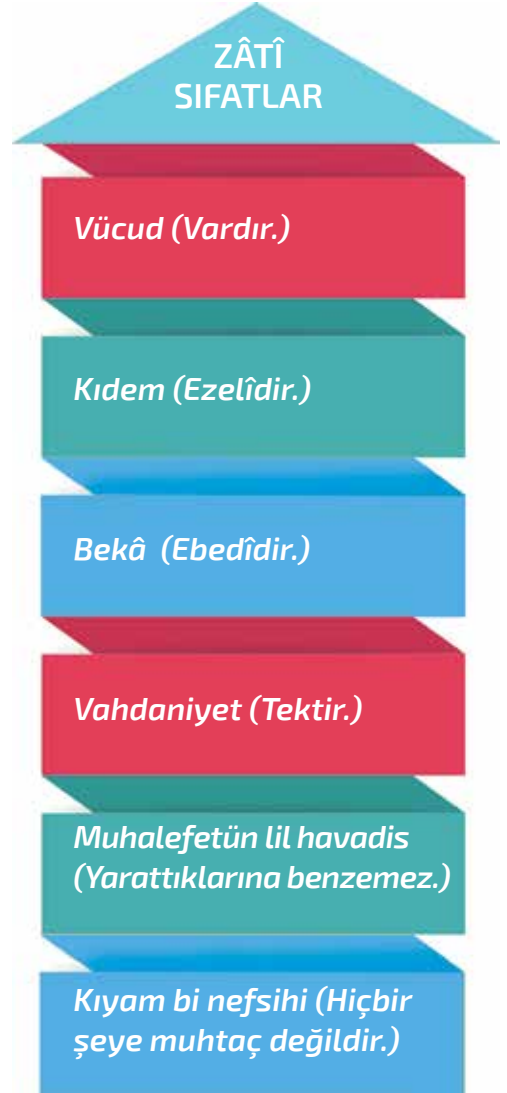 ZÂTÎ
SIFATLAR
Vücud (Vardır.)
Kıdem (Ezelîdir.)
Bekâ (Ebedîdir.)
Vahdaniyet (Tektir.)
Muhalefetün lil havadis
(Yarattıklarına benzemez.)
Kıyam bi nefsihi (Hiçbir
şeye muhtaç değildir.)